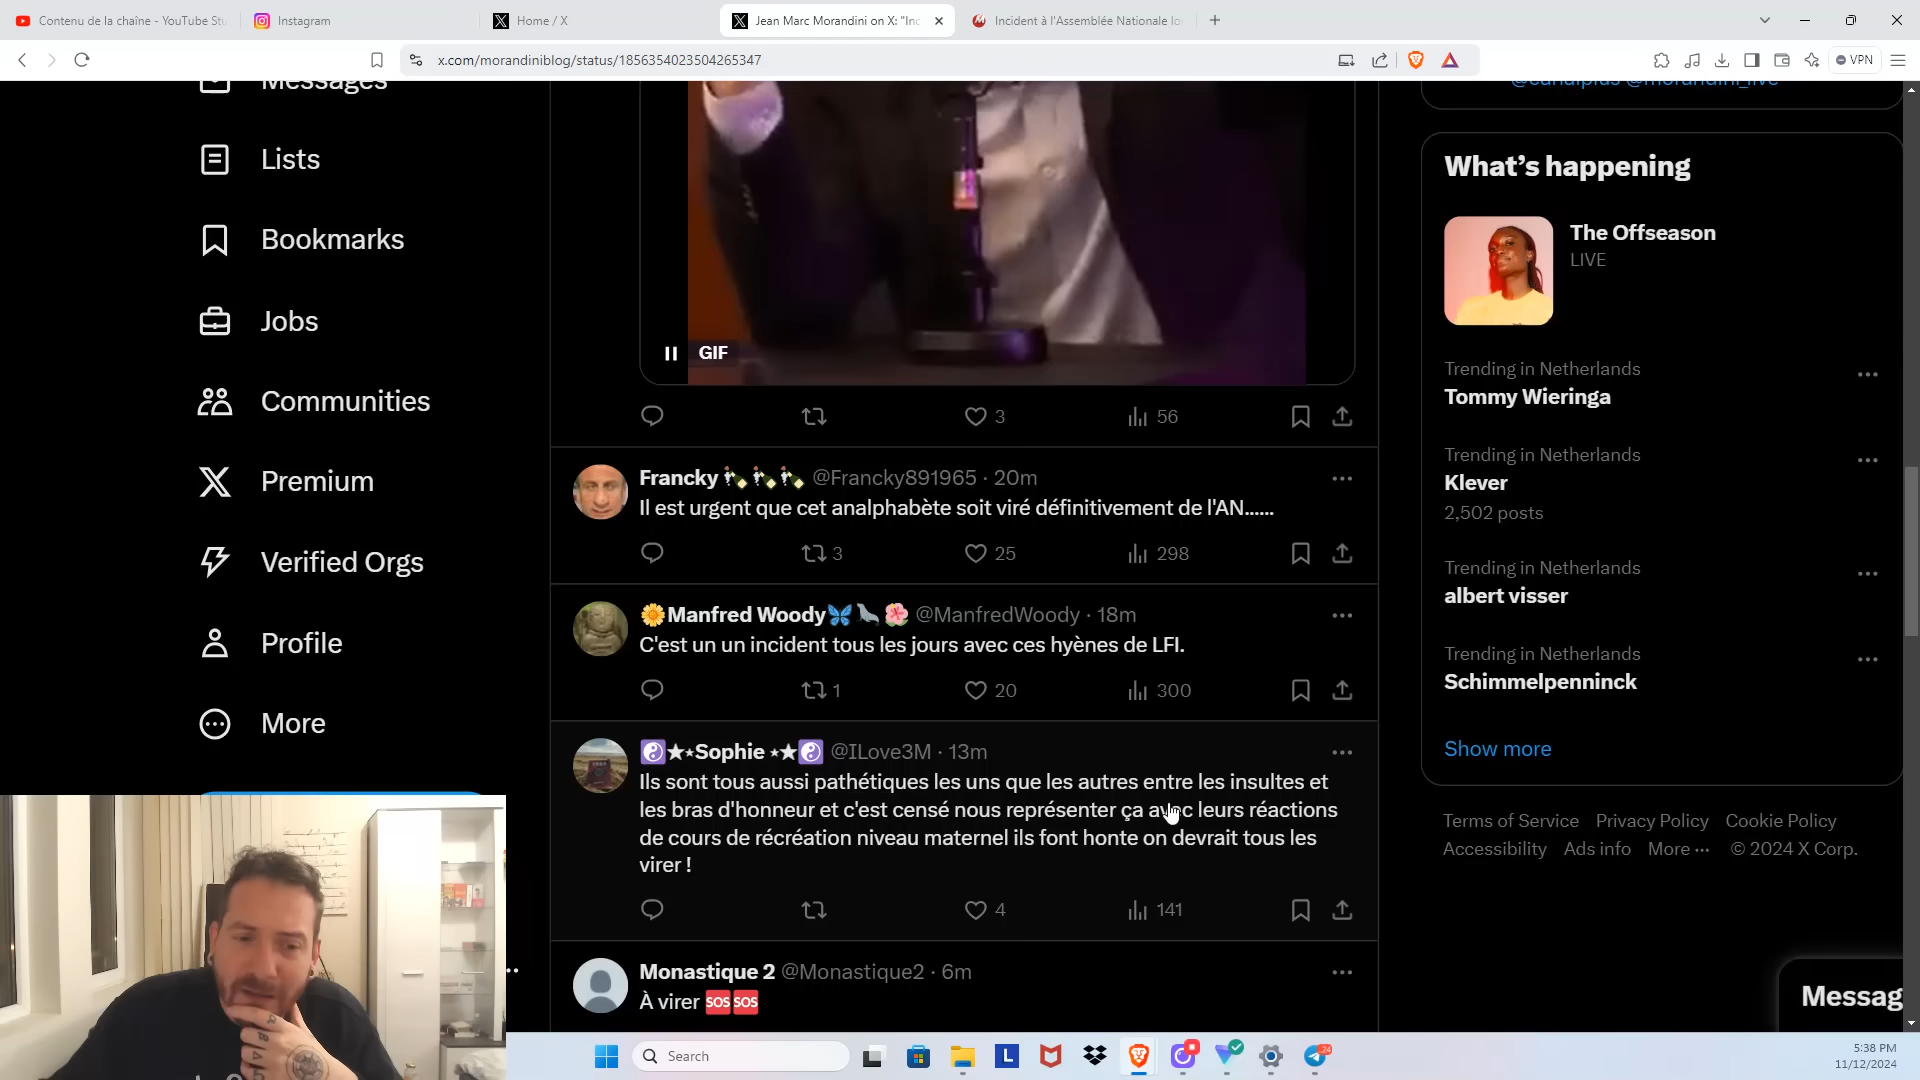 Contenu de la chaîne - YouTube Stu
Instagram
Home / X
Jean Marc Morandini on X: "Inc
Incident à l'Assemblée Nationale lo
x.com/morandiniblog/status/1856354023504265347
VPN
Messages
Lists
Bookmarks
Jobs
Communities
Premium
Verified Orgs
Profile
More
GIF
3
56
Francky @Francky891965 · 20m
Il est urgent que cet analphabète soit viré définitivement de l'AN......
3
25
298
Manfred Woody @ManfredWoody · 18m
C'est un un incident tous les jours avec ces hyènes de LFI.
1
20
300
☯️★⋆Sophie ⋆★☯️ @ILove3M · 13m
Ils sont tous aussi pathétiques les uns que les autres entre les insultes et
les bras d'honneur et c'est censé nous représenter ça avec leurs réactions
de cours de récréation niveau maternel ils font honte on devrait tous les
virer !
4
141
Monastique 2 @Monastique2 · 6m
À virer 🆘🆘
@canalplus @morandini_live
What's happening
The Offseason
LIVE
Trending in Netherlands
Tommy Wieringa
Trending in Netherlands
Klever
2,502 posts
Trending in Netherlands
albert visser
Trending in Netherlands
Schimmelpenninck
Show more
Terms of Service Privacy Policy Cookie Policy
Accessibility Ads info More ··· © 2024 X Corp.
Messag
Search
L
24
5:38 PM
11/12/2024